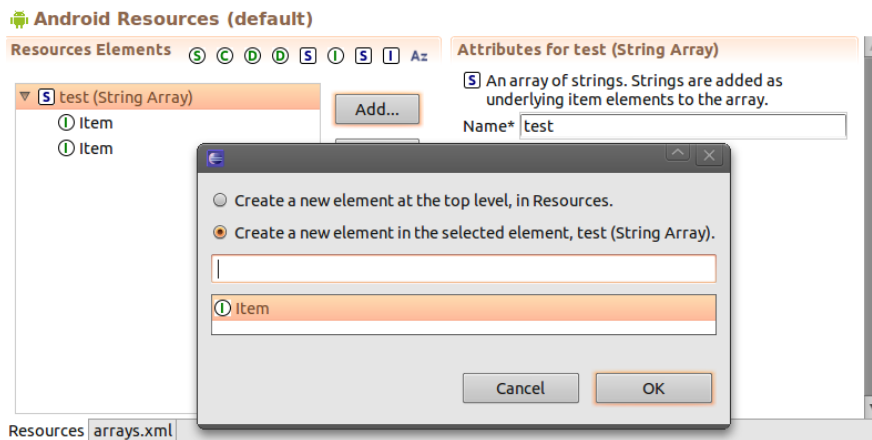 Android Resources (default)
Resources Elements
S C D D S I S I Az
Attributes for test (String Array)
S An array of strings. Strings are added as
underlying item elements to the array.
S test (String Array)
Add...
Name* test
I Item
I Item
Create a new element at the top level, in Resources.
Create a new element in the selected element, test (String Array).
I Item
Cancel
OK
Resources
arrays.xml